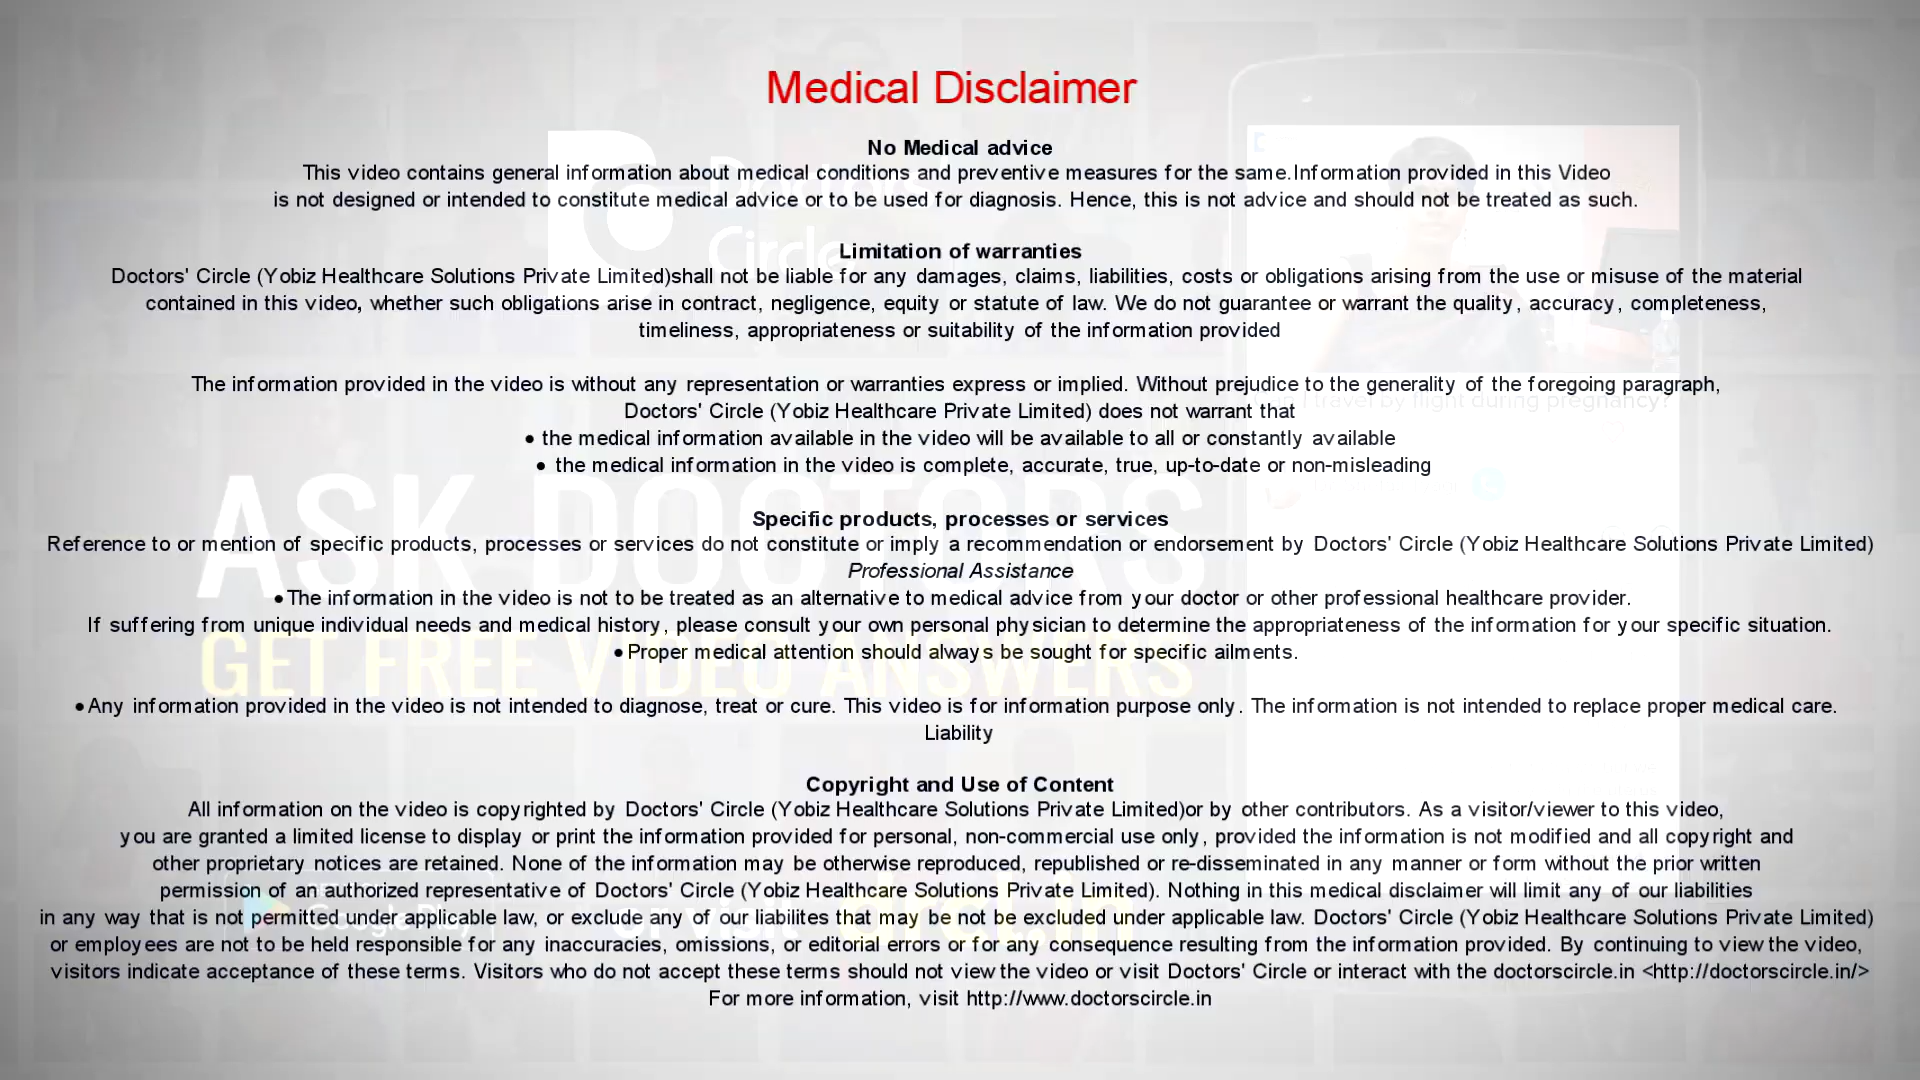 Medical Disclaimer
No Medical advice
This video contains general information about medical conditions and preventive measures for the same.Information provided in this Video
is not designed or intended to constitute medical advice or to be used for diagnosis. Hence, this is not advice and should not be treated as such.
Doctors'
Circle
Limitation of warranties
Doctors' Circle (Yobiz Healthcare Solutions Private Limited)shall not be liable for any damages, claims, liabilities, costs or obligations arising from the use or misuse of the material
contained in this video, whether such obligations arise in contract, negligence, equity or statute of law. We do not guarantee or warrant the quality, accuracy, completeness,
timeliness, appropriateness or suitability of the information provided
The information provided in the video is without any representation or warranties express or implied. Without prejudice to the generality of the foregoing paragraph,
Can I travel by flight during pregnancy?
Doctors' Circle (Yobiz Healthcare Private Limited) does not warrant that
• the medical information available in the video will be available to all or constantly available
• the medical information in the video is complete, accurate, true, up-to-date or non-misleading
ASK DOCTORS
Specific products, processes or services
Reference to or mention of specific products, processes or services do not constitute or imply a recommendation or endorsement by Doctors' Circle (Yobiz Healthcare Solutions Private Limited)
Professional Assistance
•The information in the video is not to be treated as an alternative to medical advice from your doctor or other professional healthcare provider.
If suffering from unique individual needs and medical history, please consult your own personal physician to determine the appropriateness of the information for your specific situation.
•Proper medical attention should always be sought for specific ailments.
GET FREE VIDEO ANSWERS
•Any information provided in the video is not intended to diagnose, treat or cure. This video is for information purpose only. The information is not intended to replace proper medical care.
Liability
Copyright and Use of Content
All information on the video is copyrighted by Doctors' Circle (Yobiz Healthcare Solutions Private Limited)or by other contributors. As a visitor/viewer to this video,
you are granted a limited license to display or print the information provided for personal, non-commercial use only, provided the information is not modified and all copyright and
other proprietary notices are retained. None of the information may be otherwise reproduced, republished or re-disseminated in any manner or form without the prior written
permission of an authorized representative of Doctors' Circle (Yobiz Healthcare Solutions Private Limited). Nothing in this medical disclaimer will limit any of our liabilities
in any way that is not permitted under applicable law, or exclude any of our liabilites that may be not be excluded under applicable law. Doctors' Circle (Yobiz Healthcare Solutions Private Limited)
Google Play
or visit drcl.in
or employees are not to be held responsible for any inaccuracies, omissions, or editorial errors or for any consequence resulting from the information provided. By continuing to view the video,
visitors indicate acceptance of these terms. Visitors who do not accept these terms should not view the video or visit Doctors' Circle or interact with the doctorscircle.in <http://doctorscircle.in/>
For more information, visit http://www.doctorscircle.in